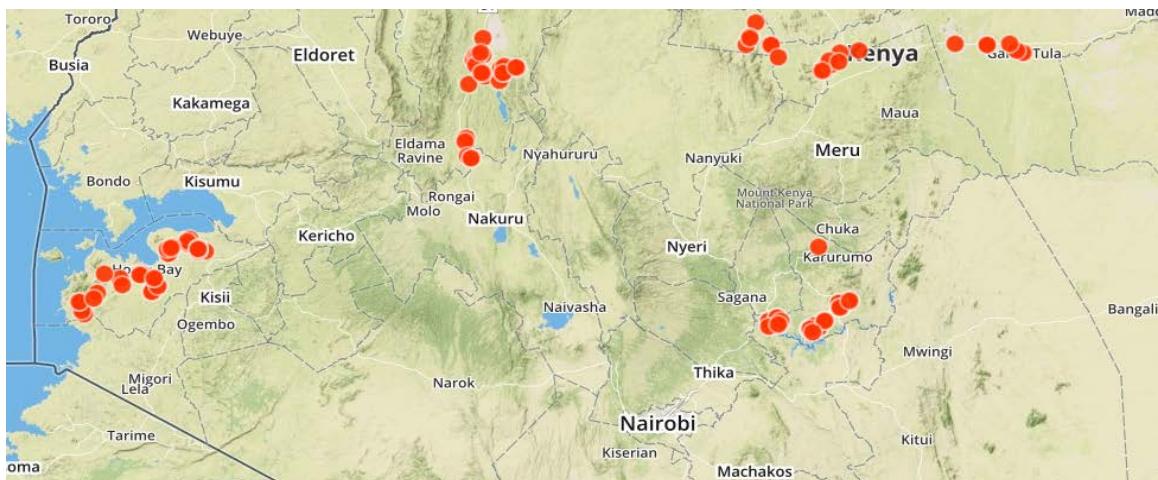 Tororo
Webuye
Busia
Eldoret
Kenya
Tula
Kakamega
Maua
Eldama
Ravine
Nyahururu
Nanyuki
Meru
Bondo
Kisumu
Rongai
Molo
Nakuru
Mount Kenya
National Park
Kericho
Nyeri
Chuka
Karurumo
Bay
Kisii
Sagana
Naivasha
Ogembo
Bangali
Mwingi
Migori
Lela
Narok
Thika
Nairobi
Tarime
Kiserian
Kitui
Machakos
oma